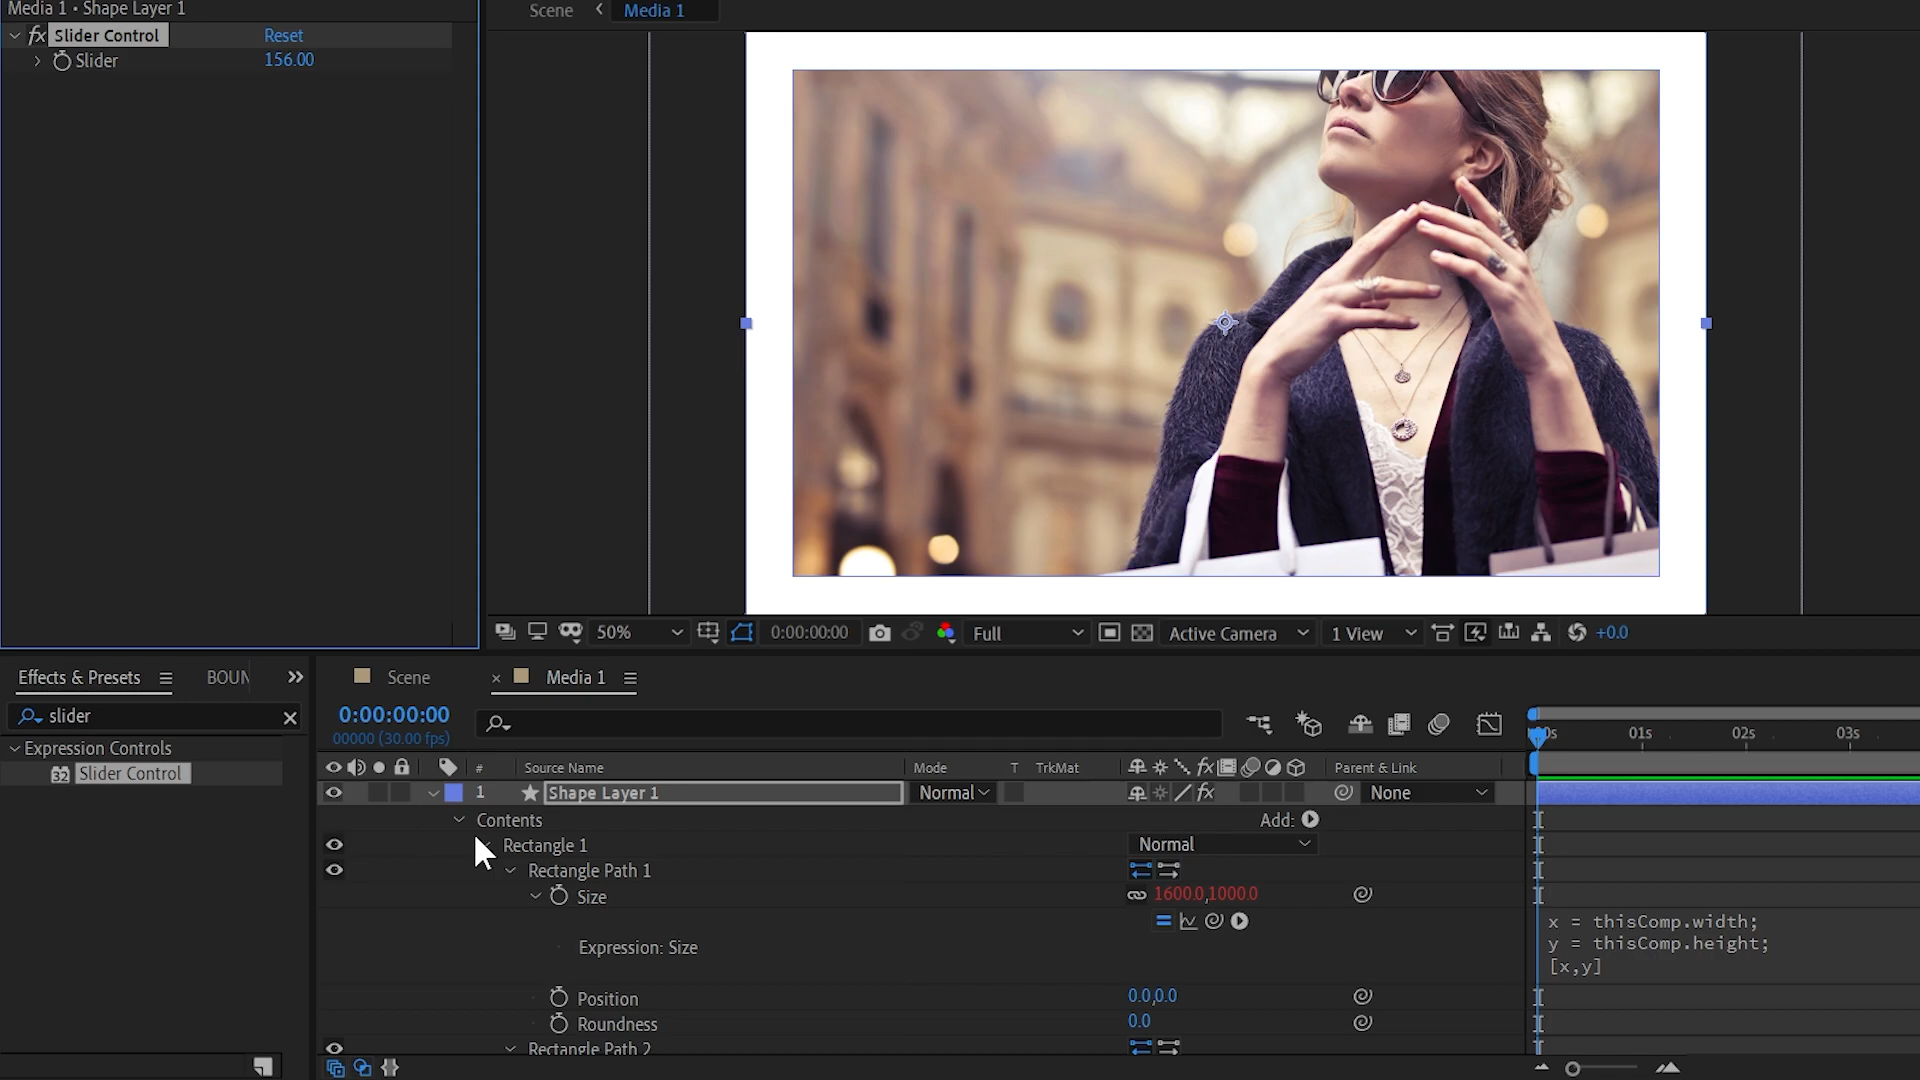 Media 1 • Shape Layer 1
fx Slider Control Reset
Slider 156.00
Scene Media 1
50% 0:00:00:00 Full Active Camera 1 View +0.0
Effects & Presets BOUN
slider
Expression Controls
32 Slider Control
Scene Media 1
0:00:00:00
00000 (30.00 fps)
01s 02s 03s
# Source Name Mode T TrkMat fx Parent & Link
1 Shape Layer 1 Normal fx None
Contents Add:
Rectangle 1 Normal
Rectangle Path 1
Size 1600.0,1000.0
Expression: Size
x = thisComp.width;
y = thisComp.height;
[x,y]
Position 0.0,0.0
Roundness 0.0
Rectangle Path 2